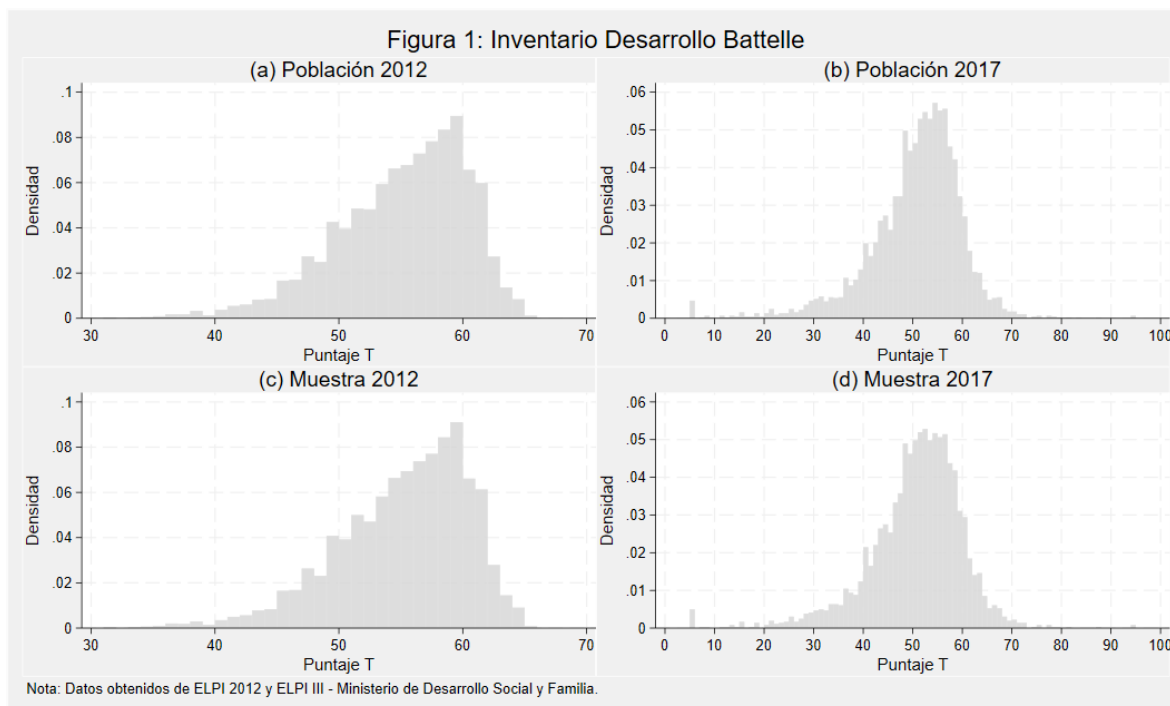 Figura 1: Inventario Desarrollo Battelle
(a) Población 2012
Densidad
.1
.08
.06
.04
.02
0
30 40 50 60 70
Puntaje T
(b) Población 2017
Densidad
.06
.05
.04
.03
.02
.01
0
0 10 20 30 40 50 60 70 80 90 100
Puntaje T
(c) Muestra 2012
Densidad
.1
.08
.06
.04
.02
0
30 40 50 60 70
Puntaje T
(d) Muestra 2017
Densidad
.06
.05
.04
.03
.02
.01
0
0 10 20 30 40 50 60 70 80 90 100
Puntaje T
Nota: Datos obtenidos de ELPI 2012 y ELPI III - Ministerio de Desarrollo Social y Familia.